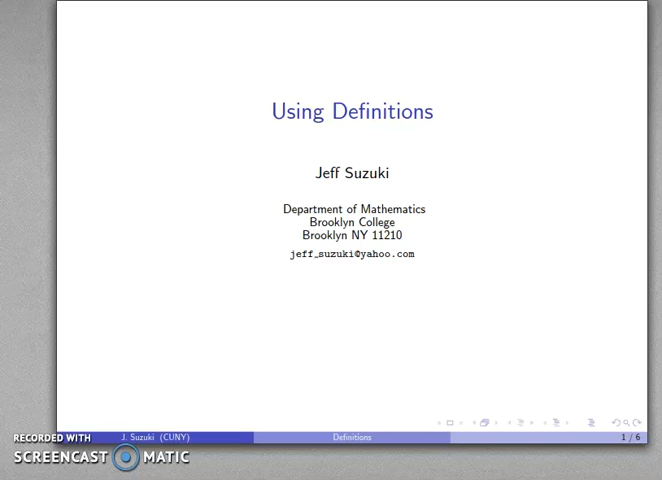 Using Definitions
Jeff Suzuki
Department of Mathematics
Brooklyn College
Brooklyn NY 11210
jeff_suzuki@yahoo.com
J. Suzuki (CUNY)
Definitions
1 / 6
RECORDED WITH
SCREENCAST MATIC